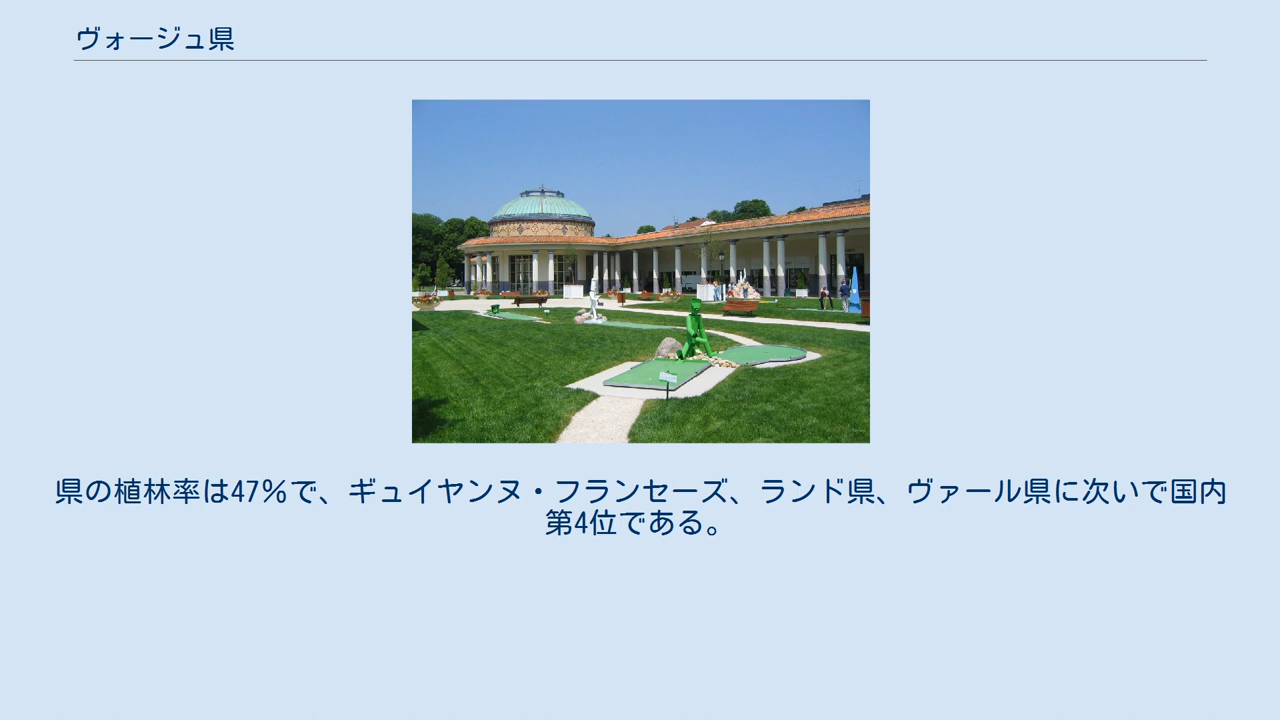 ヴォージュ県
県の植林率は47%で、ギュイヤンヌ・フランセーズ、ランド県、ヴァール県に次いで国内
第4位である。